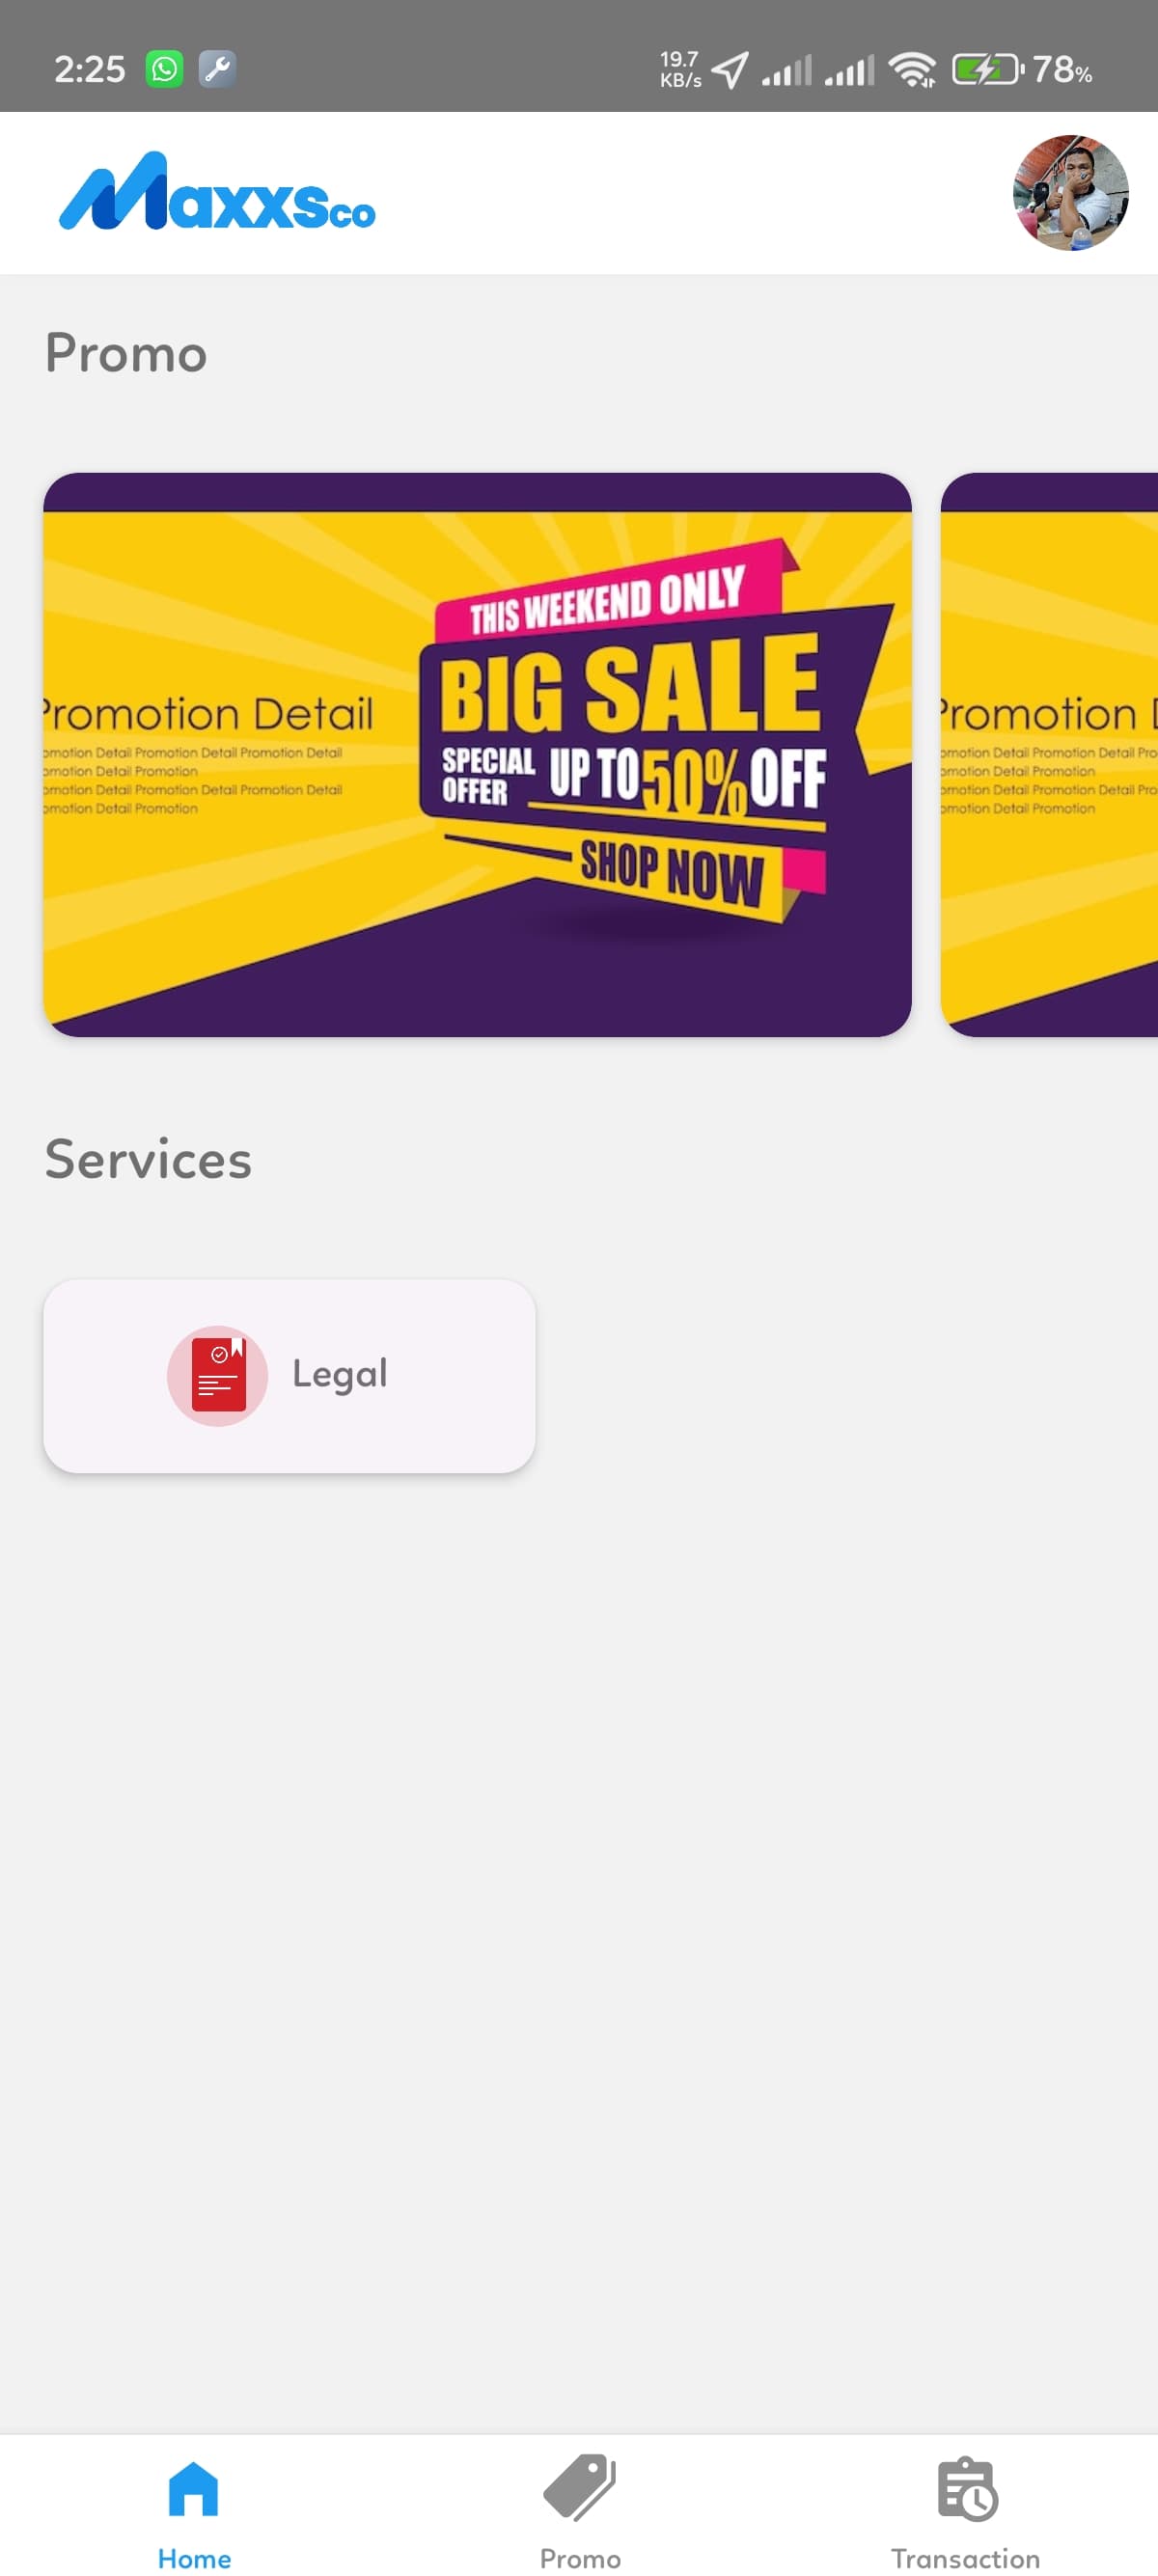 2:25
19.7
KB/s
78%
Maxxsco
Promo
Promotion Detail
omotion Detail Promotion Detail Promotion Detail
omotion Detail Promotion
omotion Detail Promotion Detail Promotion Detail
omotion Detail Promotion
THIS WEEKEND ONLY
BIG SALE
SPECIAL OFFER UP TO 50% OFF
SHOP NOW
Promotion D
omotion Detail Promotion Detail Pro
omotion Detail Promotion
omotion Detail Promotion Detail Pro
omotion Detail Promotion
Services
Legal
Home
Promo
Transaction